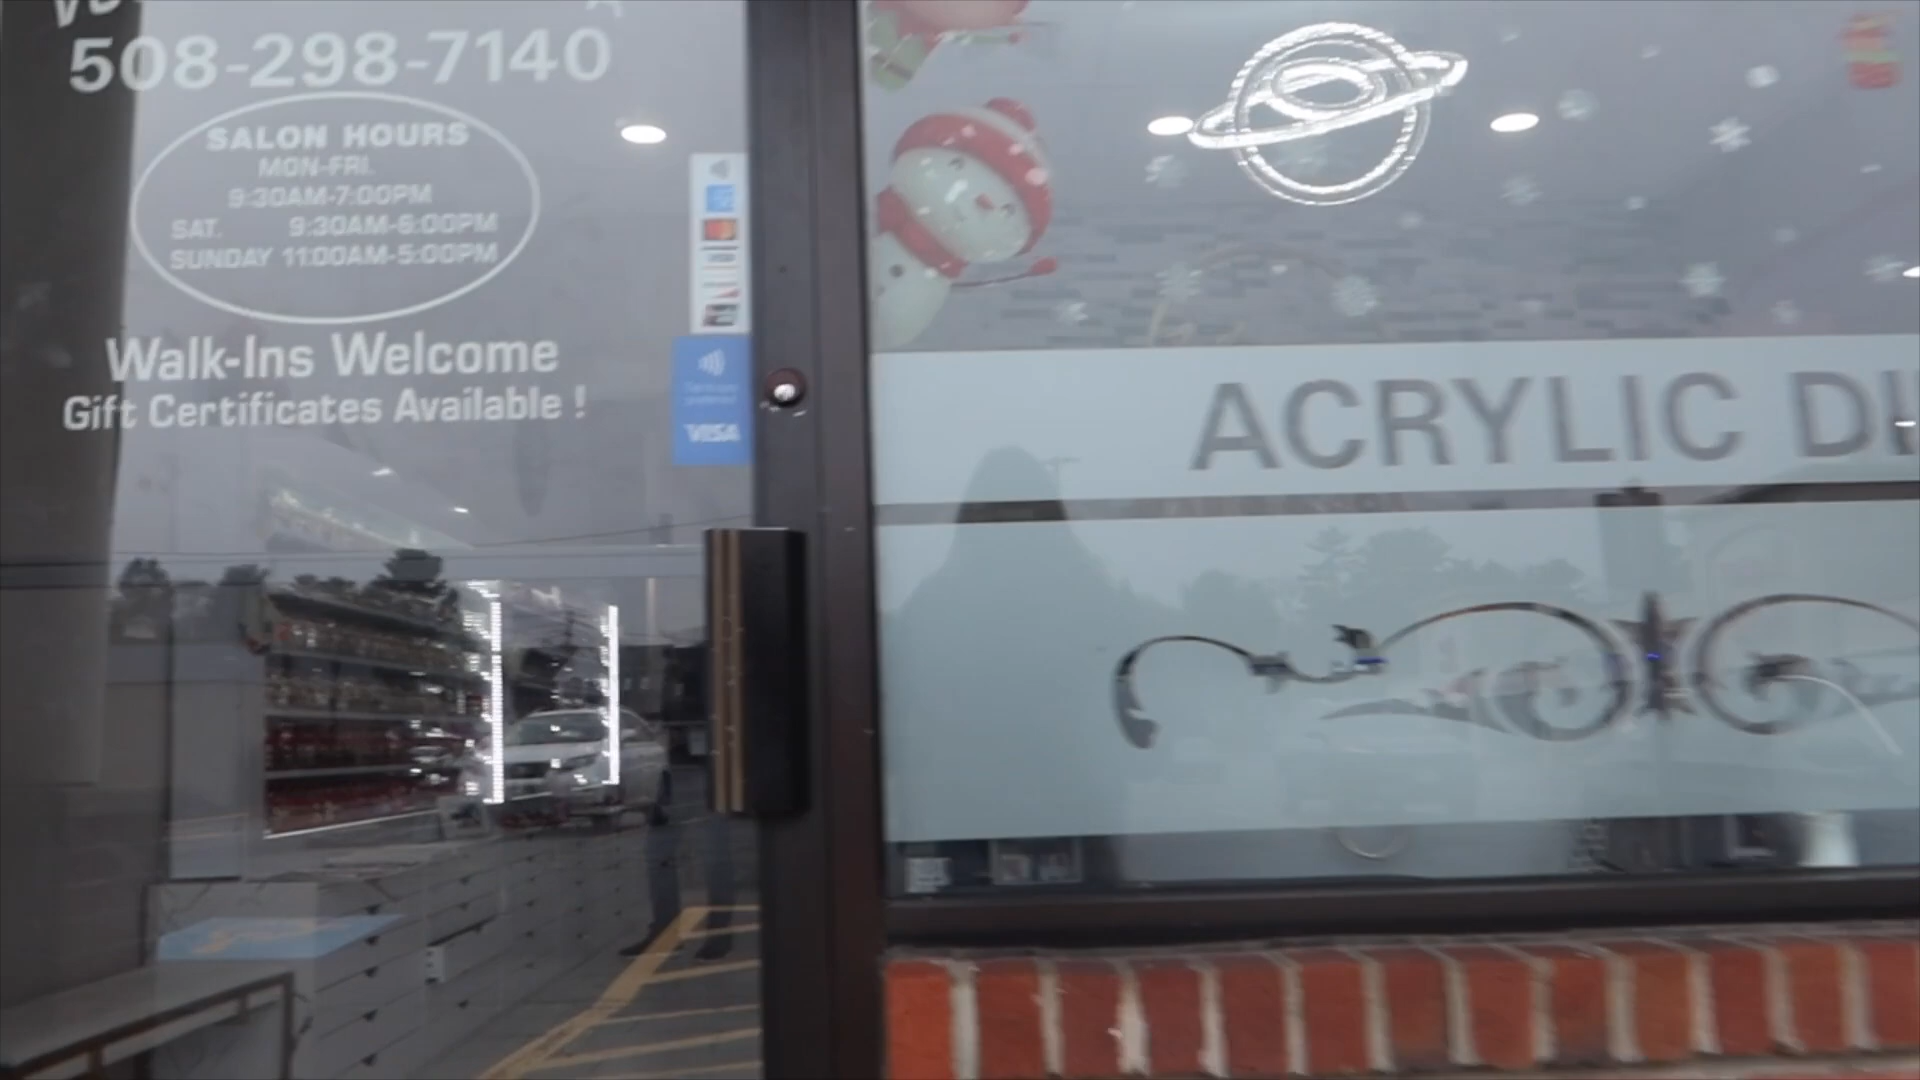 508-298-7140
SALON HOURS
MON-FRI.
9:30AM-7:00PM
SAT. 9:30AM-6:00PM
SUNDAY 11:00AM-5:00PM
Walk-Ins Welcome
Gift Certificates Available !
VISA
VISA
ACRYLIC